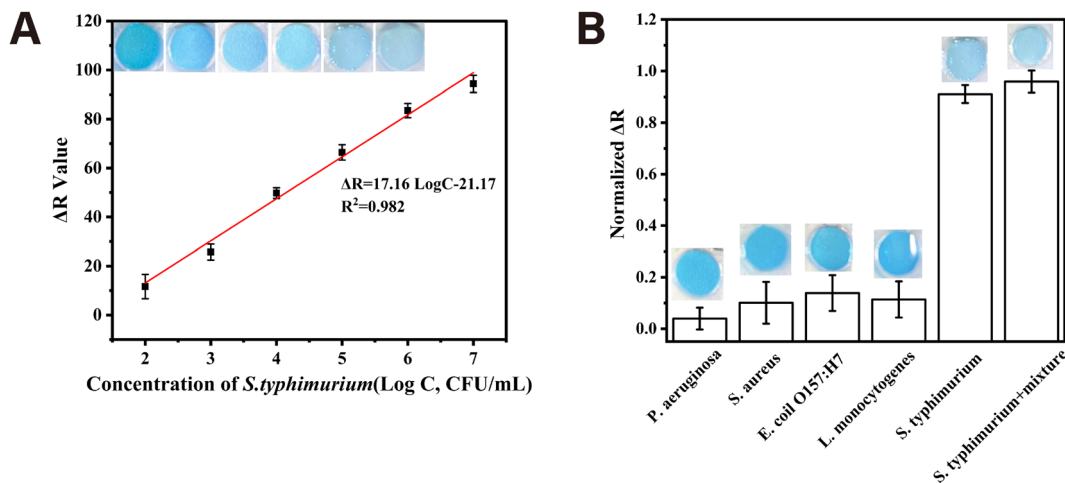 A
120
100
80
60
40
20
0
ΔR Value
ΔR=17.16 LogC-21.17
R²=0.982
2 3 4 5 6 7
Concentration of S.typhimurium(Log C, CFU/mL)
B
1.2
1.0
0.8
0.6
0.4
0.2
0.0
Normalized ΔR
P. aeruginosa
S. aureus
E. coil O157:H7
L. monocytogenes
S. typhimurium
S. typhimurium+mixture